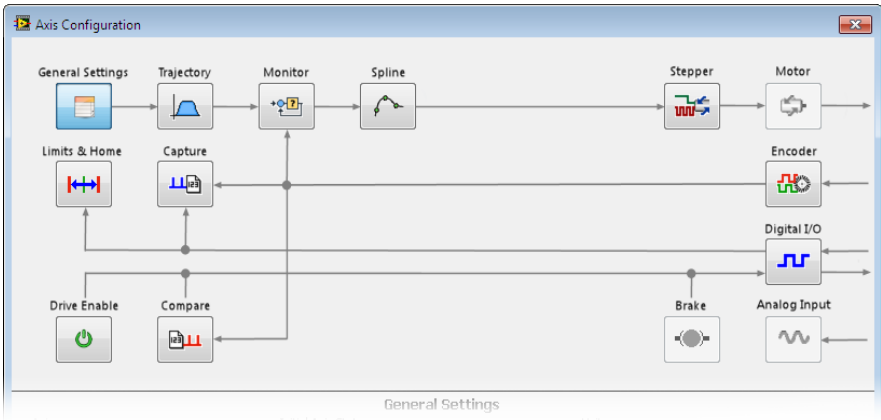 Axis Configuration
General Settings Trajectory Monitor Spline Stepper Motor
Limits & Home Capture Encoder
Digital I/O
Drive Enable Compare Brake Analog Input
General Settings